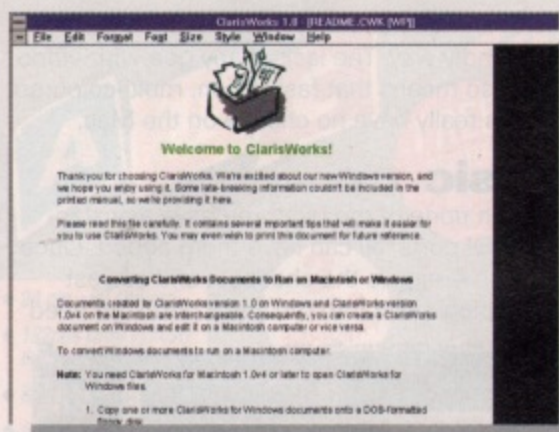 ClarisWorks 1.0 - [README.CWK [WP]]
File Edit Format Font Size Style Window Help
Welcome to ClarisWorks!
Thank you for choosing ClarisWorks. We're excited about our new Windows version, and
we hope you enjoy using it. Some late-breaking information couldn't be included in the
printed manual, so we're providing it here.
Please read this file carefully. It contains several important tips that will make it easier for
you to use ClarisWorks. You may even wish to print this document for future reference.
Converting ClarisWorks Documents to Run on Macintosh or Windows
Documents created by ClarisWorks version 1.0 on Windows and ClarisWorks version
1.0v4 on the Macintosh are interchangeable. Consequently, you can create a ClarisWorks
document on Windows and edit it on a Macintosh computer or vice versa.
To convert Windows documents to run on a Macintosh computer:
Note: You need ClarisWorks for Macintosh 1.0v4 or later to open ClarisWorks for
Windows files.
1. Copy one or more ClarisWorks for Windows documents onto a DOS-formatted
floppy disk